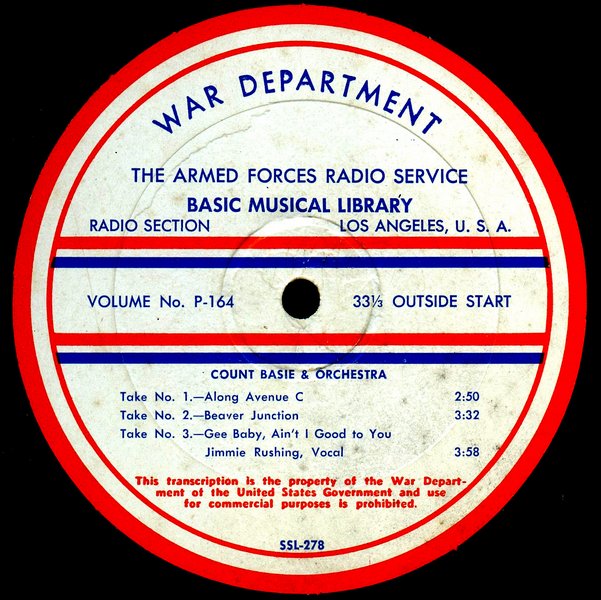 WAR DEPARTMENT
THE ARMED FORCES RADIO SERVICE
BASIC MUSICAL LIBRARY
RADIO SECTION LOS ANGELES, U. S. A.
VOLUME No. P-164 33⅓ OUTSIDE START
COUNT BASIE & ORCHESTRA
Take No. 1.—Along Avenue C 2:50
Take No. 2.—Beaver Junction 3:32
Take No. 3.—Gee Baby, Ain't I Good to You
Jimmie Rushing, Vocal 3:58
This transcription is the property of the War Depart-
ment of the United States Government and use
for commercial purposes is prohibited.
SSL-278